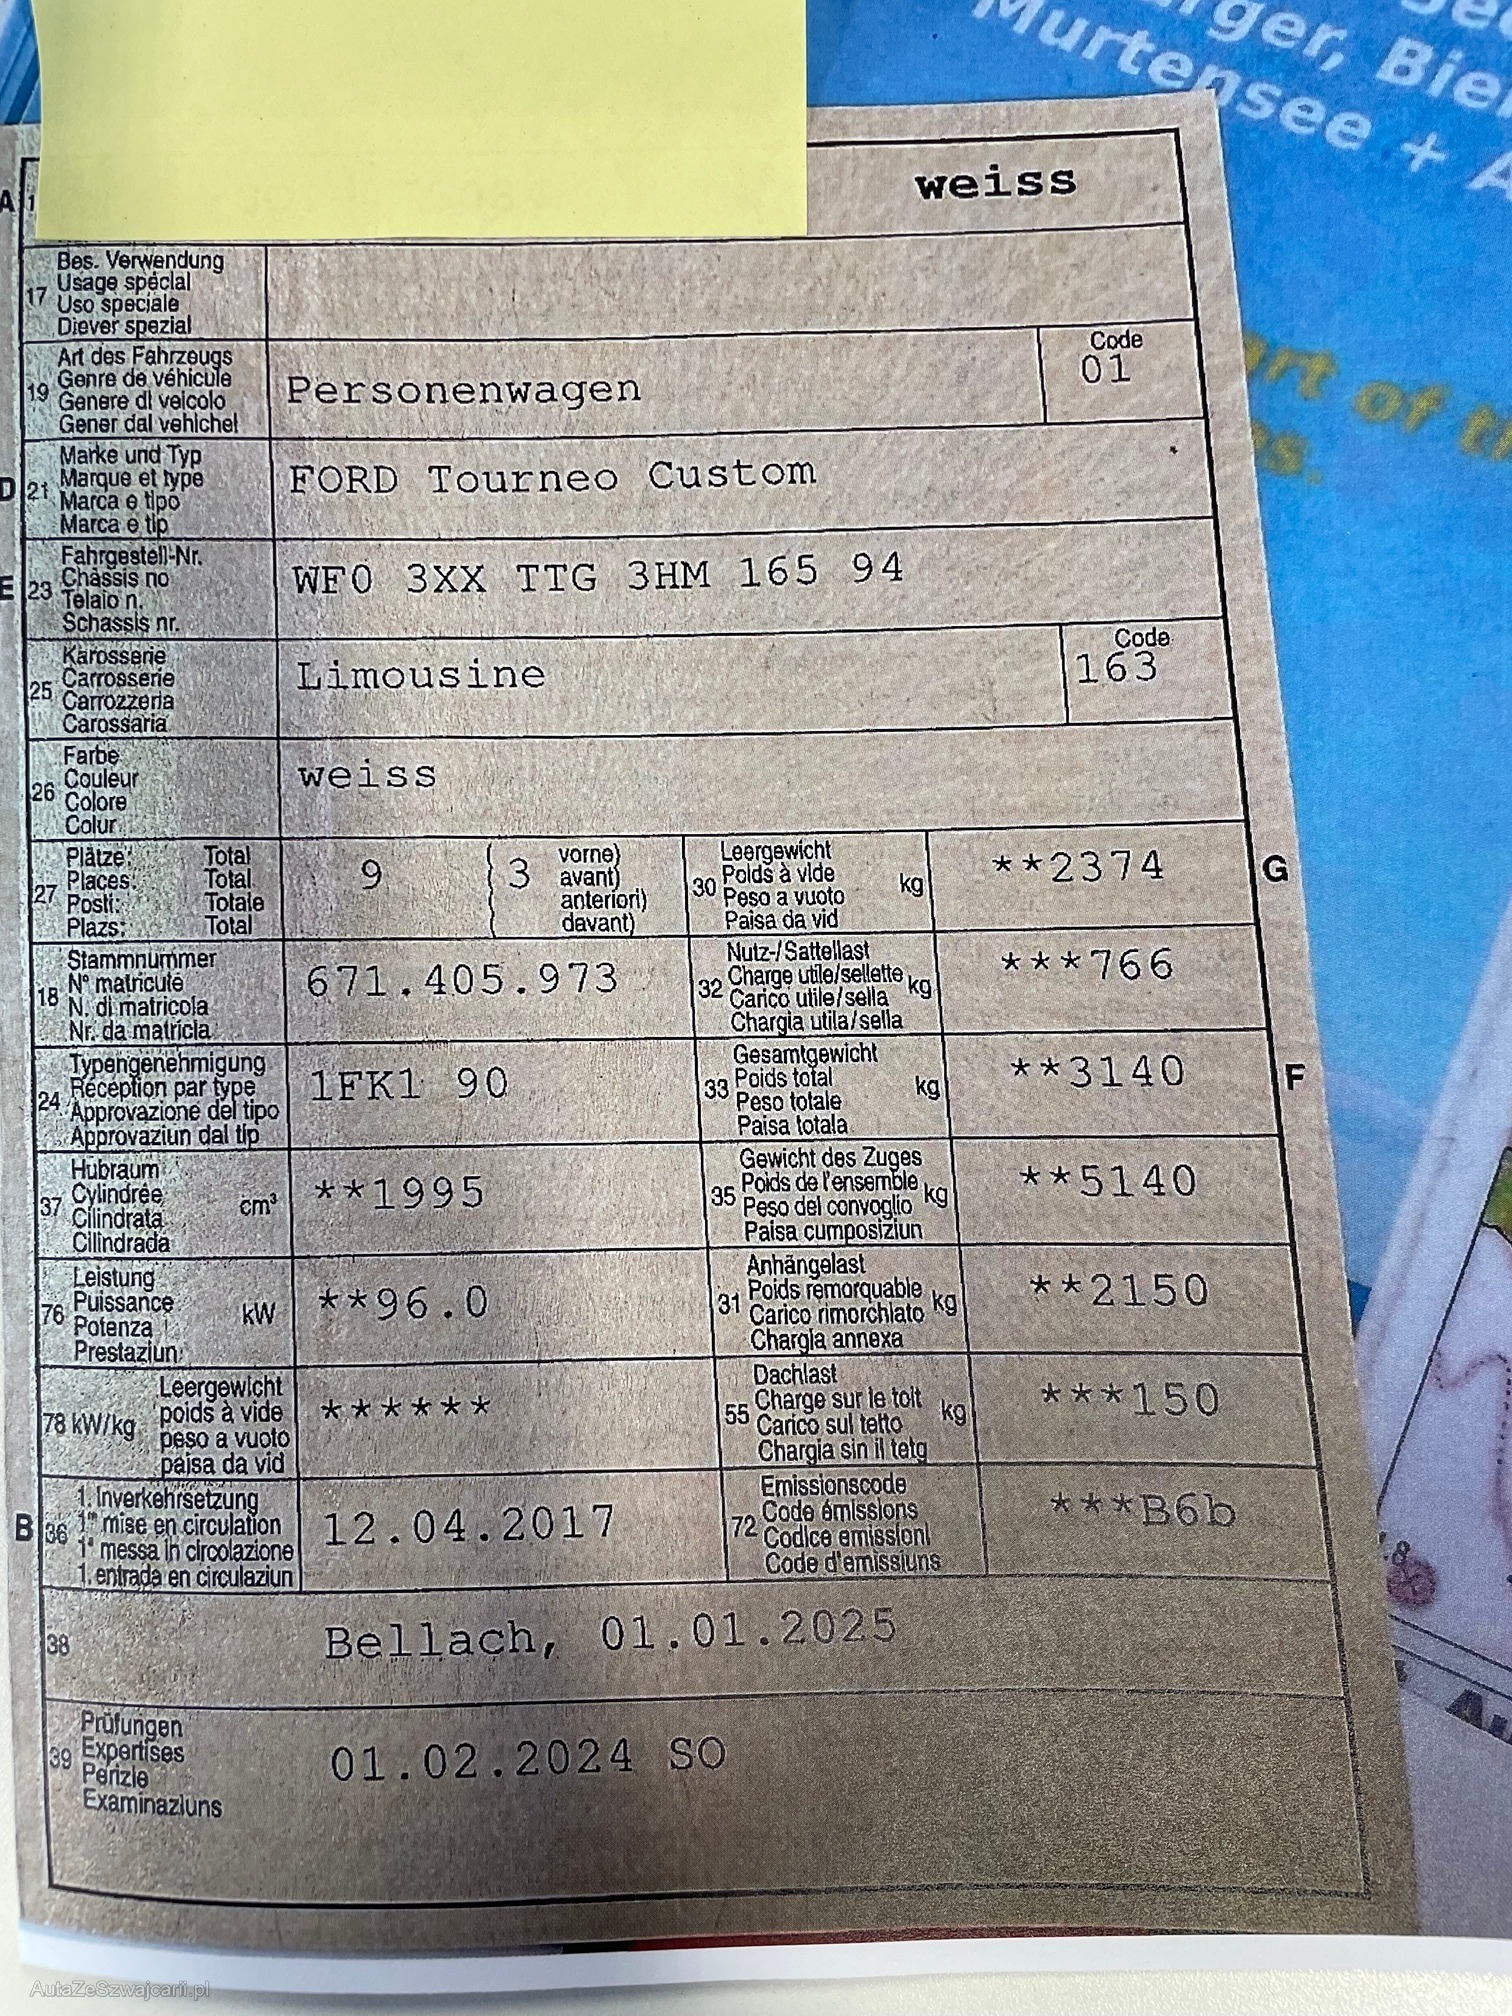 rger, Bie
Murtensee + A
art of th
A 1 weiss
17 Bes. Verwendung
Usage spécial
Uso speciale
Diever spezial
19 Art des Fahrzeugs
Genre de véhicule
Genere di veicolo
Gener dal vehichel
Personenwagen
Code
01
D 21 Marke und Typ
Marque et type
Marca e tipo
Marca e tip
FORD Tourneo Custom
E 23 Fahrgestell-Nr.
Châssis no
Telaio n.
Schassis nr.
WF0 3XX TTG 3HM 165 94
25 Karosserie
Carrosserie
Carrozzeria
Carossaria
Limousine
Code
163
26 Farbe
Couleur
Colore
Colur
weiss
27 Plätze: Total
Places: Total
Posti: Totale
Plazs: Total
9 ( 3 vorne)
avant)
anteriori)
davant)
30 Leergewicht
Poids à vide
Peso a vuoto
Paisa da vid
kg **2374 G
18 Stammnummer
N° matricule
N. di matricola
Nr. da matricla
671.405.973
32 Nutz-/Sattellast
Charge utile/sellette
Carico utile/sella
Chargia utila/sella
kg ***766
24 Typengenehmigung
Réception par type
Approvazione del tipo
Approvaziun dal tip
1FK1 90
33 Gesamtgewicht
Poids total
Peso totale
Paisa totala
kg **3140 F
37 Hubraum
Cylindrée
Cilindrata
Cilindrada
cm³ **1995
35 Gewicht des Zuges
Poids de l'ensemble
Peso del convoglio
Paisa cumposiziun
kg **5140
76 Leistung
Puissance
Potenza
Prestaziun
kW **96.0
31 Anhängelast
Poids remorquable
Carico rimorchiato
Chargia annexa
kg **2150
78 kW/kg Leergewicht
poids à vide
peso a vuoto
paisa da vid
******
55 Dachlast
Charge sur le toit
Carico sul tetto
Chargia sin il tetg
kg ***150
B 36 1. Inverkehrsetzung
1re mise en circulation
1a messa in circolazione
1. entrada en circulaziun
12.04.2017
72 Emissionscode
Code émissions
Codice emissioni
Code d'emissiuns
***B6b
38 Bellach, 01.01.2025
39 Prüfungen
Expertises
Perizie
Examinaziuns
01.02.2024 SO
AutaZeSzwajcarii.pl